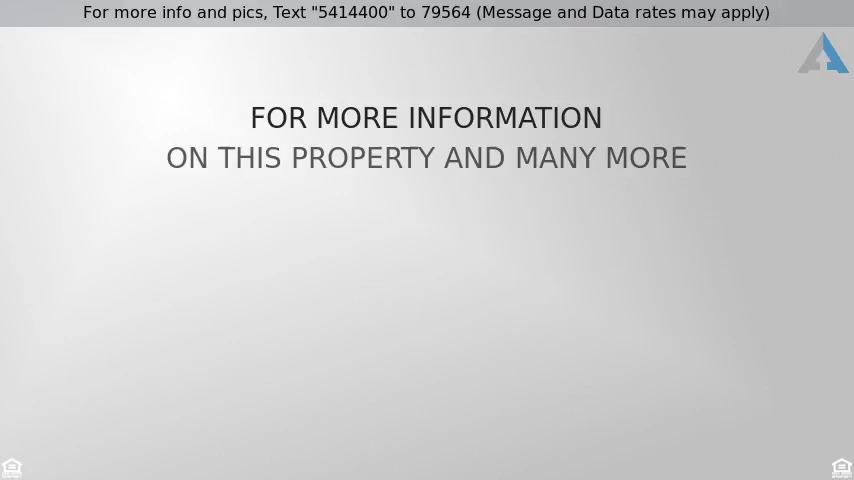 For more info and pics, Text "5414400" to 79564 (Message and Data rates may apply)
FOR MORE INFORMATION
ON THIS PROPERTY AND MANY MORE